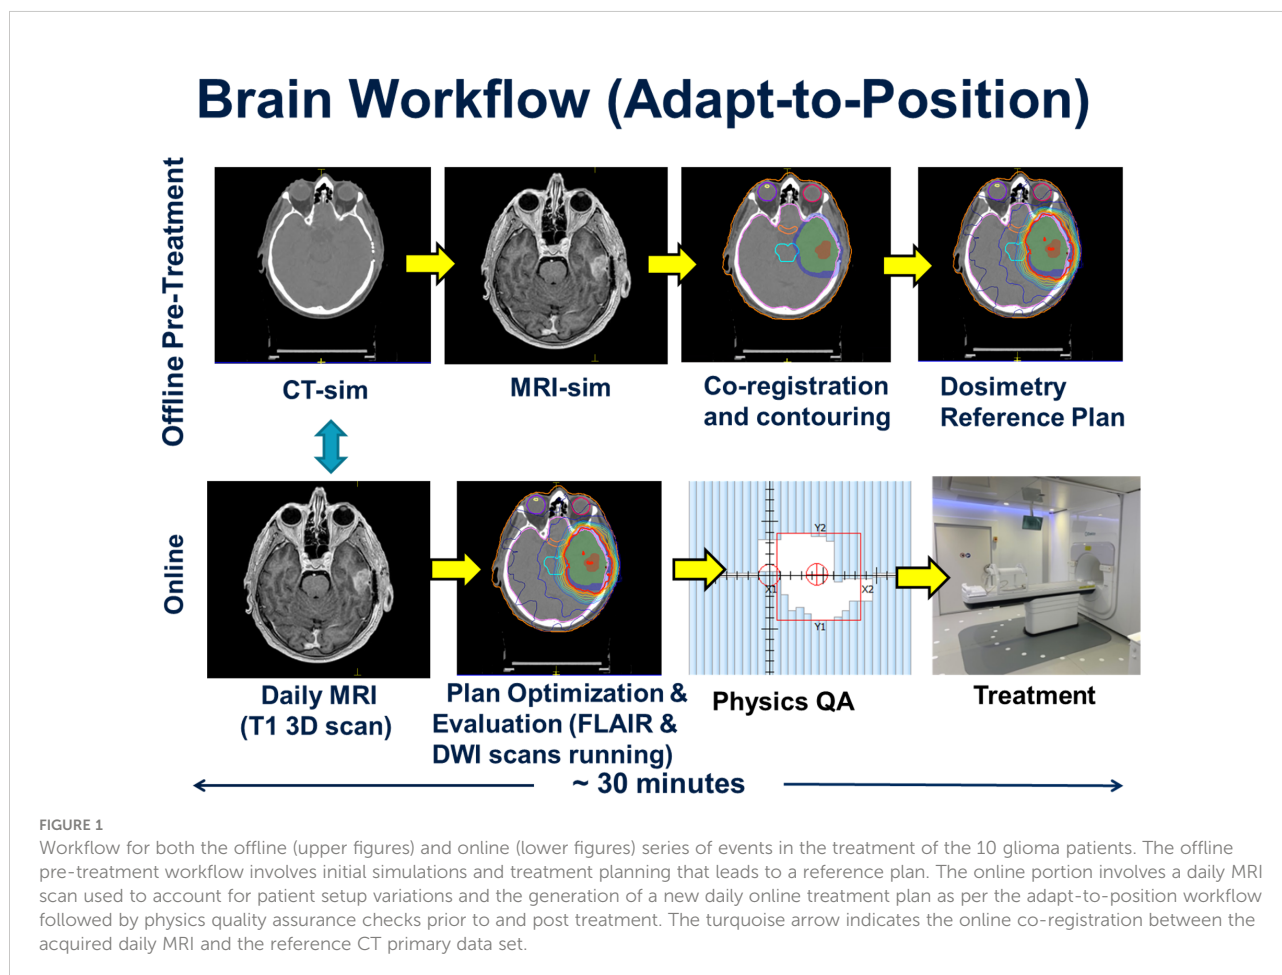 Brain Workflow (Adapt-to-Position)
Offline Pre-Treatment
CT-sim
MRI-sim
Co-registration
and contouring
Dosimetry
Reference Plan
Online
Y2
X1
X2
Y1
Daily MRI
(T1 3D scan)
Plan Optimization &
Evaluation (FLAIR &
DWI scans running)
Physics QA
Treatment
~ 30 minutes
FIGURE 1
Workflow for both the offline (upper figures) and online (lower figures) series of events in the treatment of the 10 glioma patients. The offline
pre-treatment workflow involves initial simulations and treatment planning that leads to a reference plan. The online portion involves a daily MRI
scan used to account for patient setup variations and the generation of a new daily online treatment plan as per the adapt-to-position workflow
followed by physics quality assurance checks prior to and post treatment. The turquoise arrow indicates the online co-registration between the
acquired daily MRI and the reference CT primary data set.